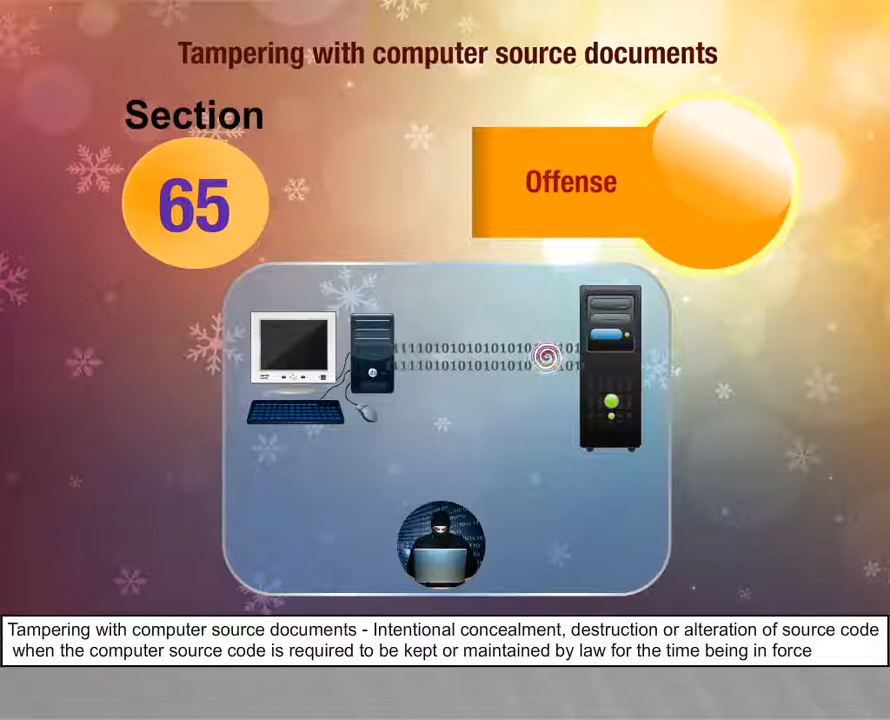 Tampering with computer source documents
Section
65
Offense
Tampering with computer source documents - Intentional concealment, destruction or alteration of source code
when the computer source code is required to be kept or maintained by law for the time being in force